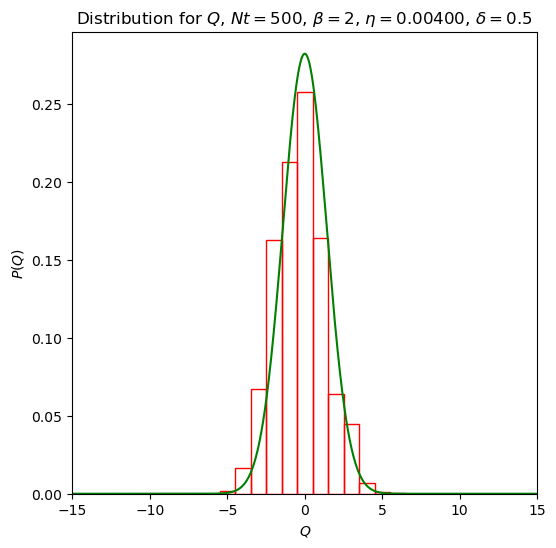 Distribution for Q, Nt = 500, β = 2, η = 0.00400, δ = 0.5
P(Q)
0.25
0.20
0.15
0.10
0.05
0.00
−15 −10 −5 0 5 10 15
Q